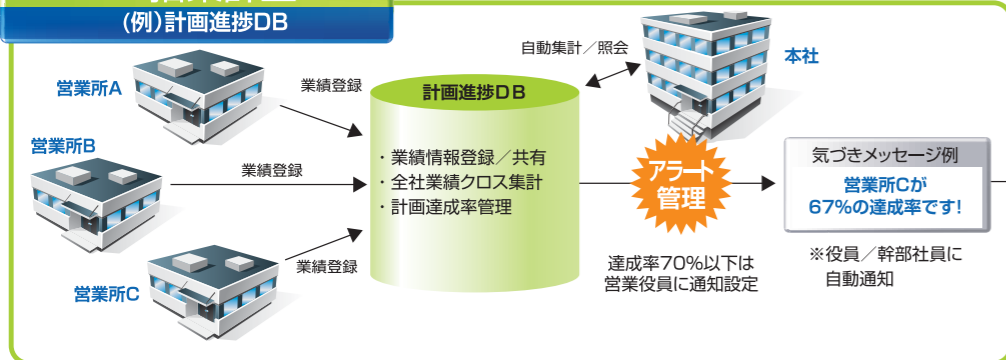 (例)計画進捗DB
営業所A
業績登録
営業所B
業績登録
営業所C
業績登録
計画進捗DB
・業績情報登録／共有
・全社業績クロス集計
・計画達成率管理
自動集計／照会
本社
アラート
管理
達成率70%以下は
営業役員に通知設定
気づきメッセージ例
営業所Cが
67%の達成率です!
※役員／幹部社員に
自動通知